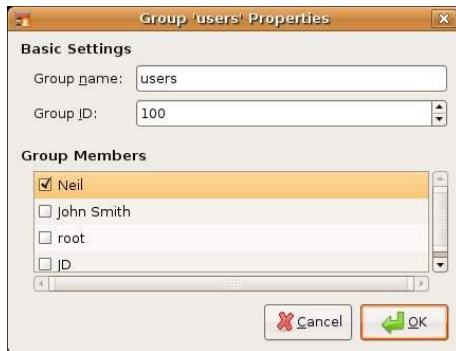 Group 'users' Properties
Basic Settings
Group name: users
Group ID: 100
Group Members
Neil
John Smith
root
JD
Cancel OK